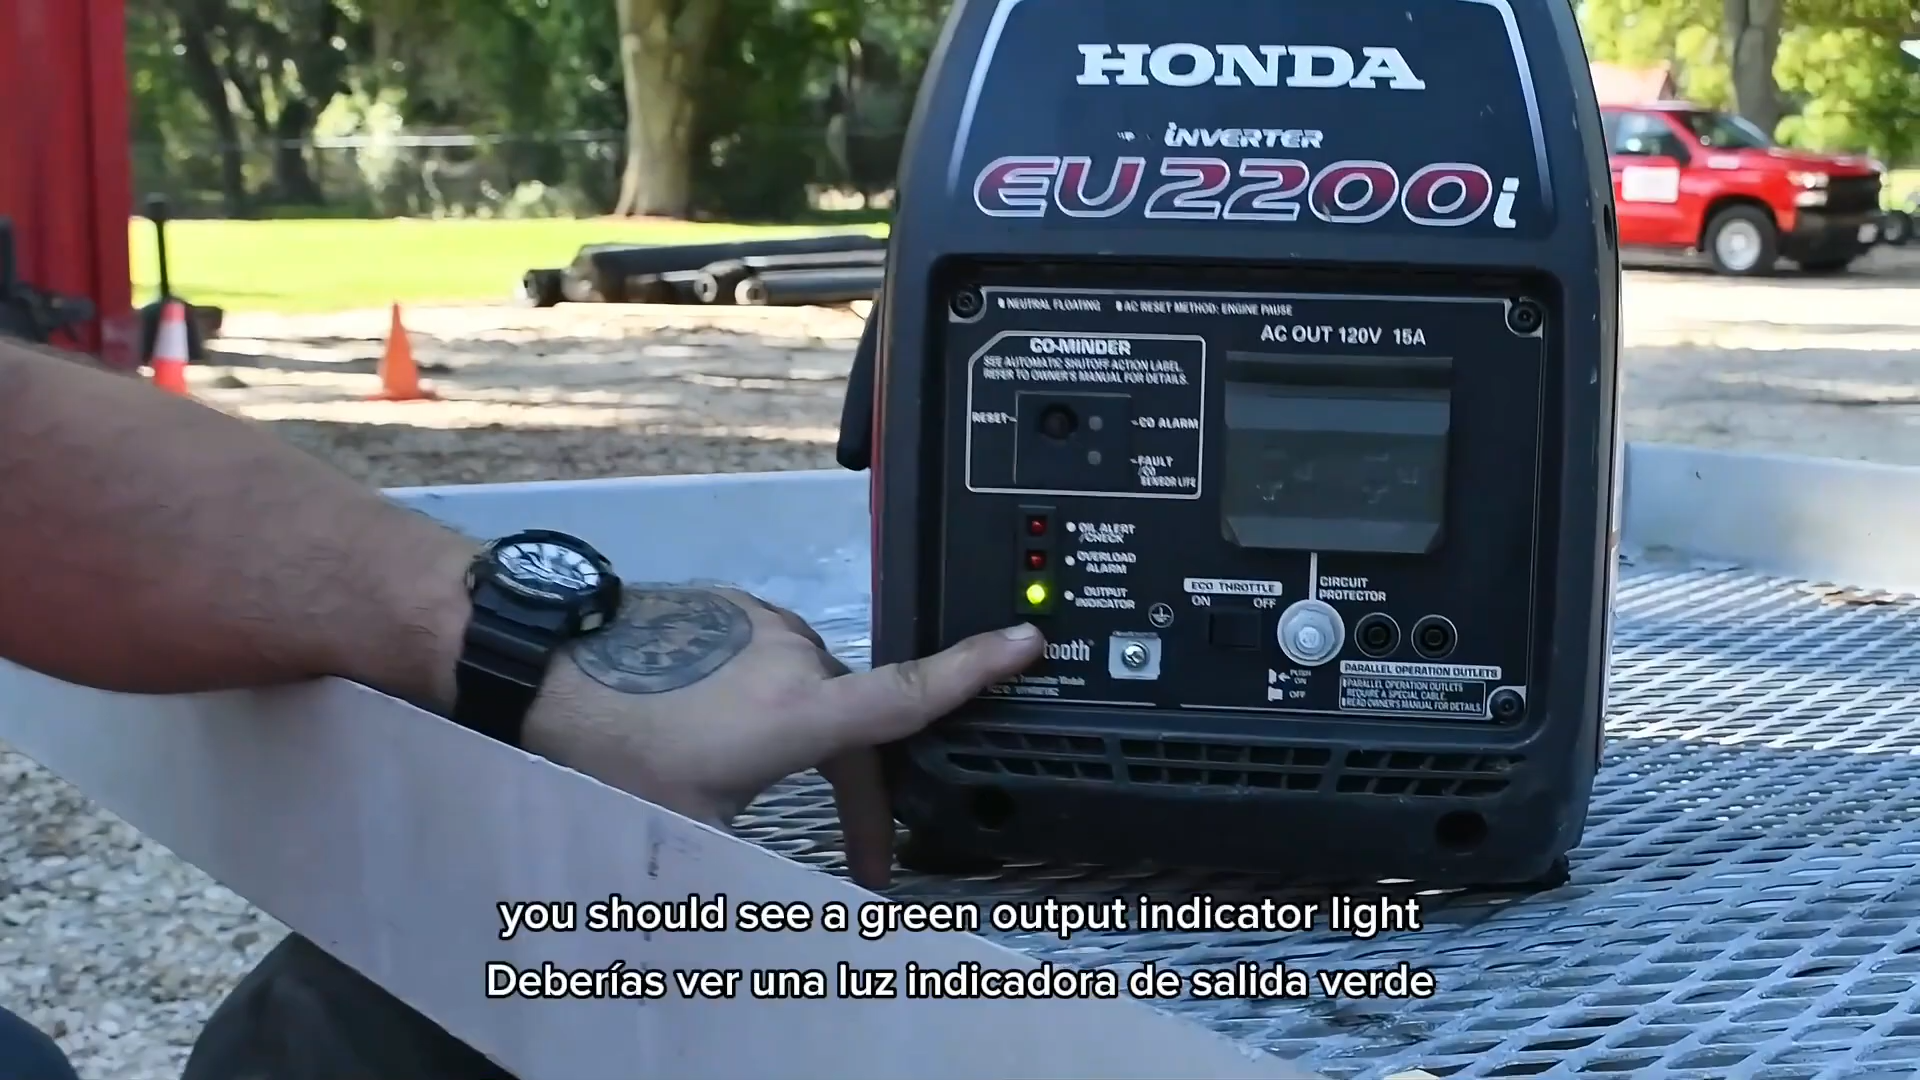 HONDA
INVERTER
EU2200i
NEUTRAL FLOATING AC RESET METHOD: ENGINE PAUSE
AC OUT 120V 15A
CO-MINDER
SEE AUTOMATIC SHUTOFF ACTION LABEL.
REFER TO OWNER'S MANUAL FOR DETAILS.
RESET
CO ALARM
FAULT
/CO
SENSOR LIFE
OIL ALERT
/CHECK
OVERLOAD
ALARM
OUTPUT
INDICATOR
ECO THROTTLE
ON OFF
CIRCUIT
PROTECTOR
tooth
PUSH
ON
OFF
PARALLEL OPERATION OUTLETS
PARALLEL OPERATION OUTLETS
REQUIRE A SPECIAL CABLE.
READ OWNER'S MANUAL FOR DETAILS.
you should see a green output indicator light
Deberías ver una luz indicadora de salida verde